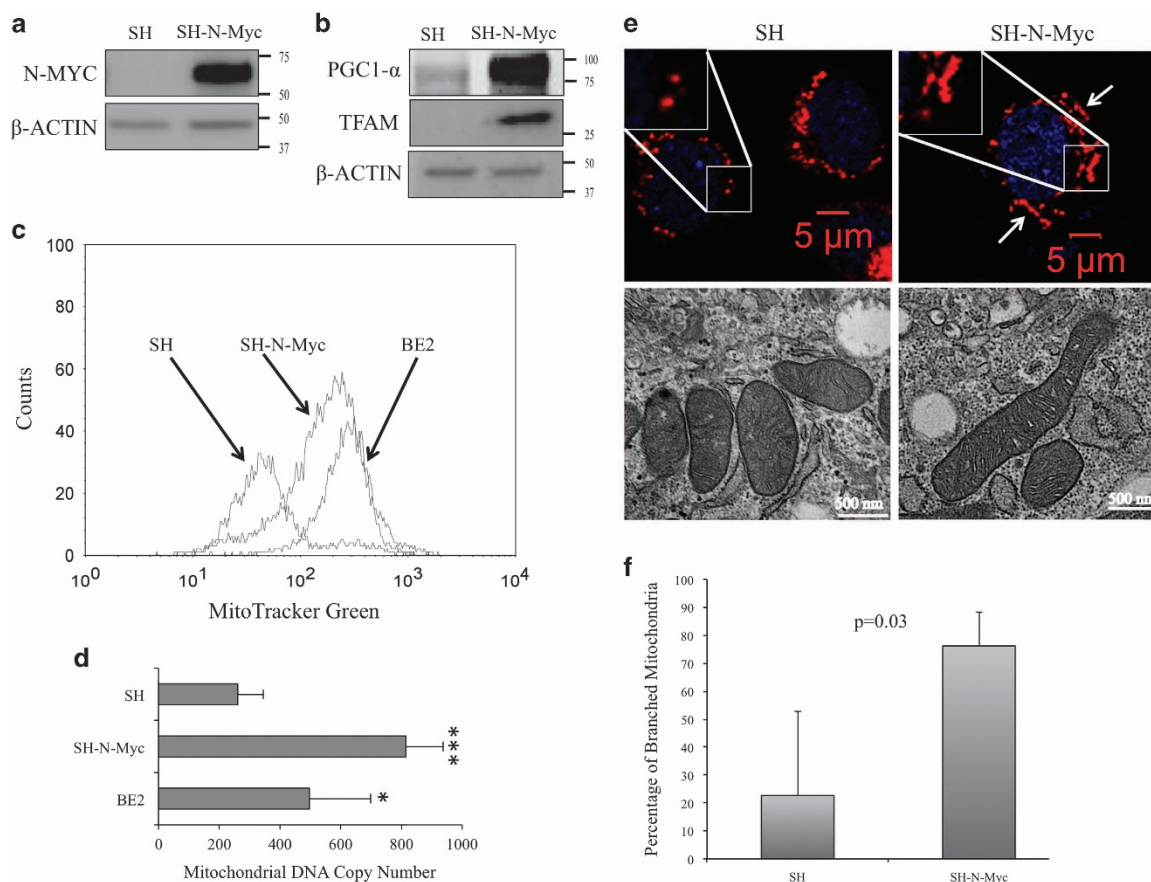 a
SH SH-N-Myc
N-MYC
75
50
β-ACTIN
50
37
b
SH SH-N-Myc
PGC1-α
100
75
TFAM
25
β-ACTIN
50
37
c
100
80
60
40
20
0
Counts
SH
SH-N-Myc
BE2
10^0 10^1 10^2 10^3 10^4
MitoTracker Green
d
SH
SH-N-Myc
***
BE2
*
0 200 400 600 800 1000
Mitochondrial DNA Copy Number
e
SH SH-N-Myc
5 µm
5 µm
500 nm
500 nm
f
100
90
80
70
60
50
40
30
20
10
0
Percentage of Branched Mitochondria
p=0.03
SH SH-N-Myc